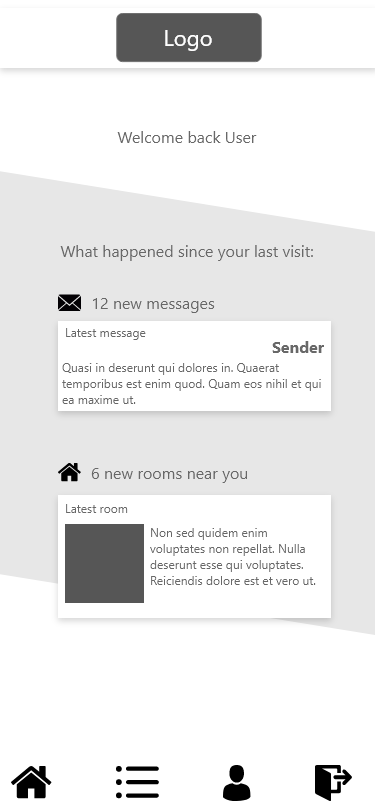 Logo
Welcome back User
What happened since your last visit:
12 new messages
Latest message
Sender
Quasi in deserunt qui dolores in. Quaerat
temporibus est enim quod. Quam eos nihil et qui
ea maxime ut.
6 new rooms near you
Latest room
Non sed quidem enim
voluptates non repellat. Nulla
deserunt esse qui voluptates.
Reiciendis dolore est et vero ut.